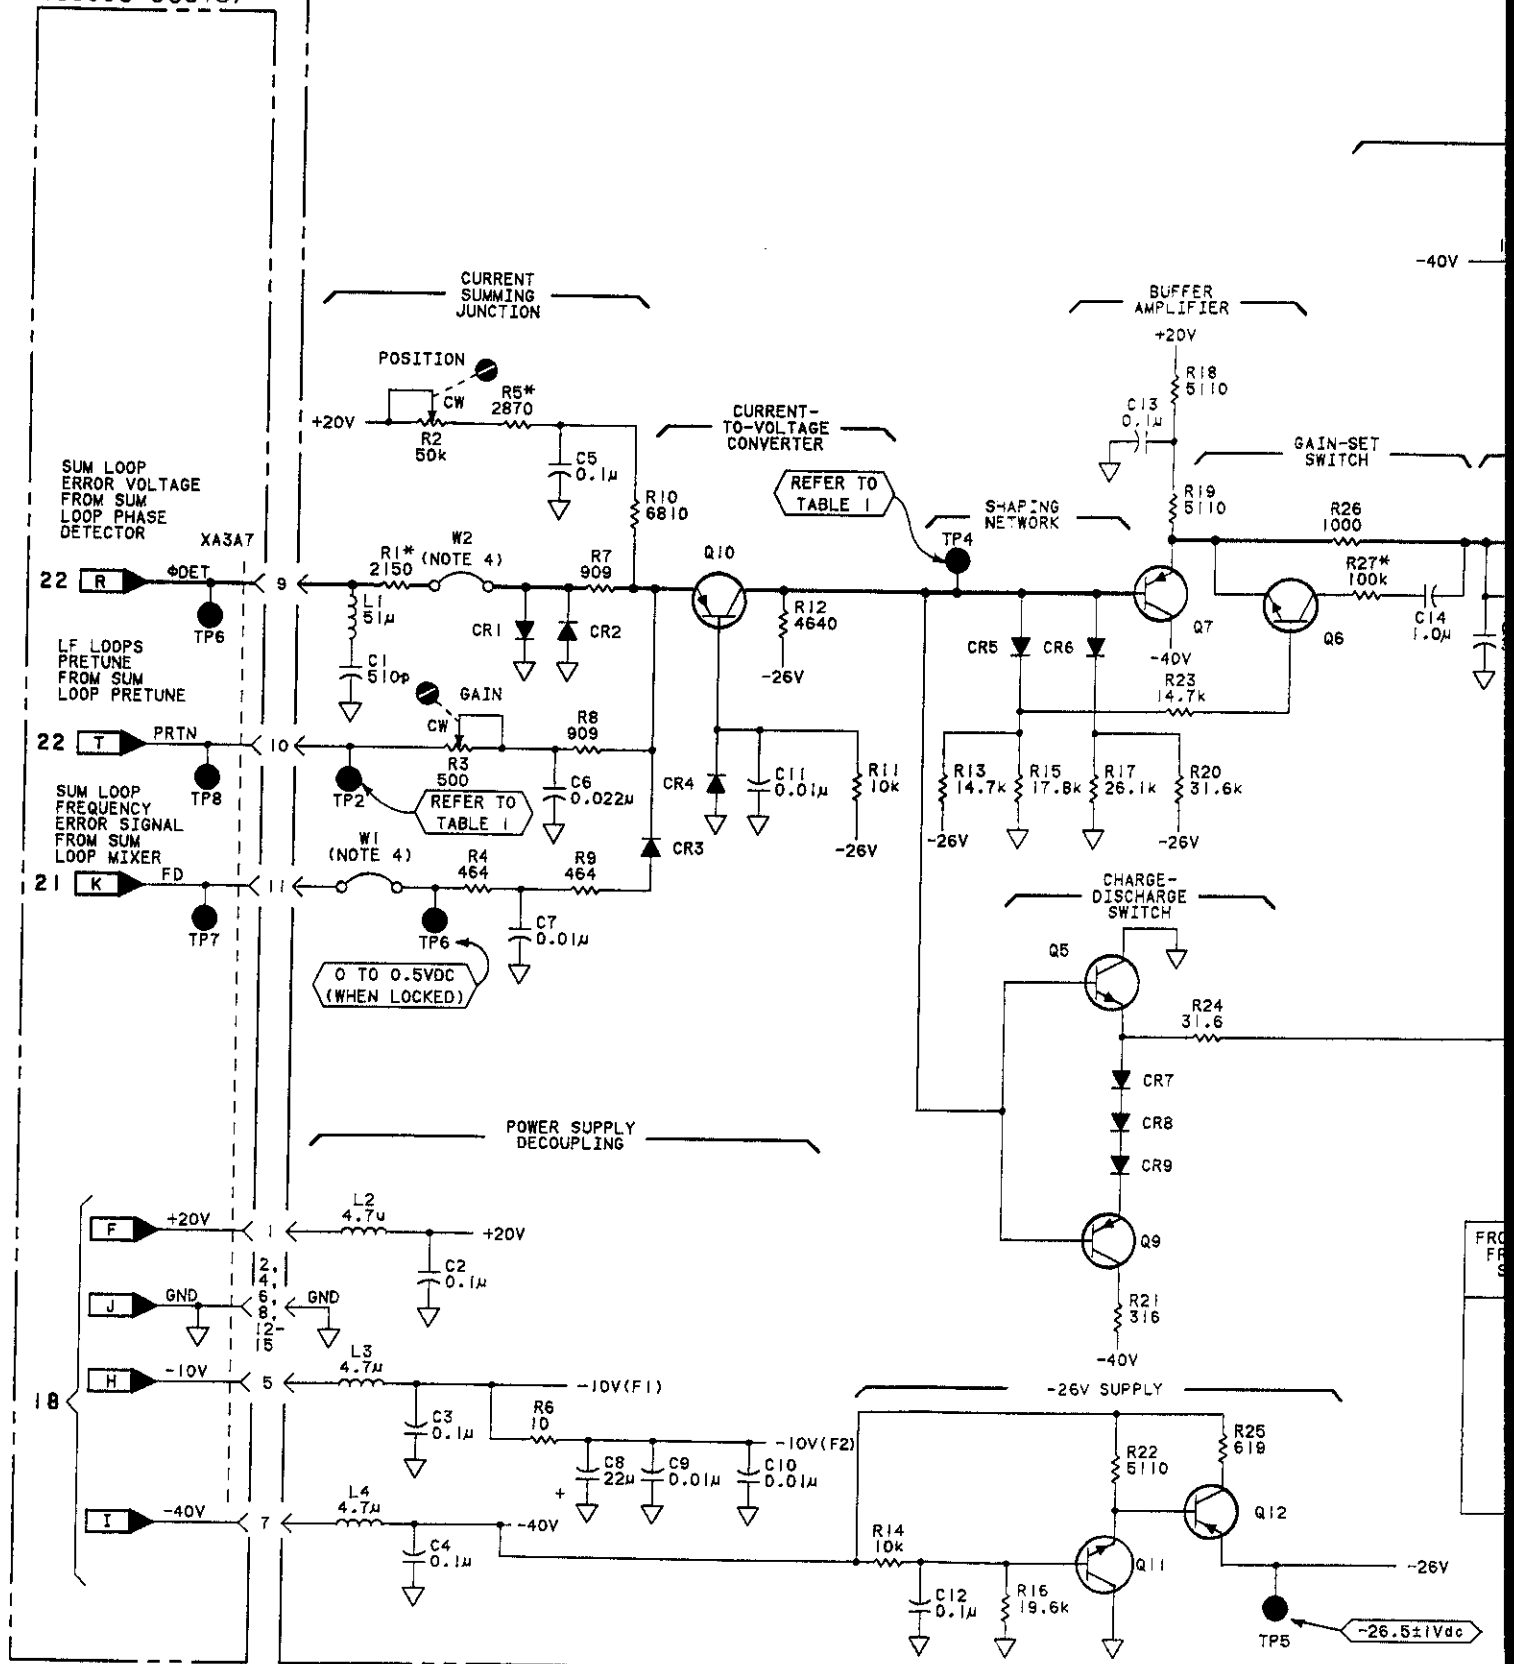 CURRENT
SUMMING
JUNCTION
POSITION
CW
+20V
R2
50k
R5*
2870
C5
0.1µ
R10
6810
CURRENT-
TO-VOLTAGE
CONVERTER
REFER TO
TABLE 1
SHAPING
NETWORK
TP4
BUFFER
AMPLIFIER
+20V
R18
5110
C13
0.1µ
R19
5110
-40V
GAIN-SET
SWITCH
R26
1000
R27*
100k
C14
1.0µ
Q6
Q7
-40V
R23
14.7k
SUM LOOP
ERROR VOLTAGE
FROM SUM
LOOP PHASE
DETECTOR
XA3A7
22
R
ΦDET
9
TP6
R1*
2150
W2
(NOTE 4)
L1
51µ
C1
510p
CR1
CR2
R7
909
Q10
R12
4640
-26V
CR5
CR6
LF LOOPS
PRETUNE
FROM SUM
LOOP PRETUNE
22
T
PRTN
10
TP8
TP2
GAIN
CW
R3
500
REFER TO
TABLE 1
R8
909
C6
0.022µ
CR4
C11
0.01µ
R11
10k
-26V
R13
14.7k
-26V
R15
17.8k
R17
26.1k
R20
31.6k
-26V
SUM LOOP
FREQUENCY
ERROR SIGNAL
FROM SUM
LOOP MIXER
21
K
FD
11
TP7
W1
(NOTE 4)
TP6
R4
464
R9
464
CR3
C7
0.01µ
0 TO 0.5VDC
(WHEN LOCKED)
CHARGE-
DISCHARGE
SWITCH
Q5
R24
31.6
CR7
CR8
CR9
Q9
R21
316
-40V
POWER SUPPLY
DECOUPLING
18
F
+20V
1
L2
4.7u
+20V
C2
0.1µ
J
GND
2,
4,
6,
8,
12-
15
GND
H
-10V
5
L3
4.7µ
-10V(F1)
C3
0.1µ
R6
10
-10V(F2)
C8
22µ
+
C9
0.01µ
C10
0.01µ
I
-40V
7
L4
4.7µ
-40V
C4
0.1µ
-26V SUPPLY
R22
5110
R25
619
Q12
R14
10k
Q11
C12
0.1µ
R16
19.6k
-26V
TP5
-26.5±1Vdc